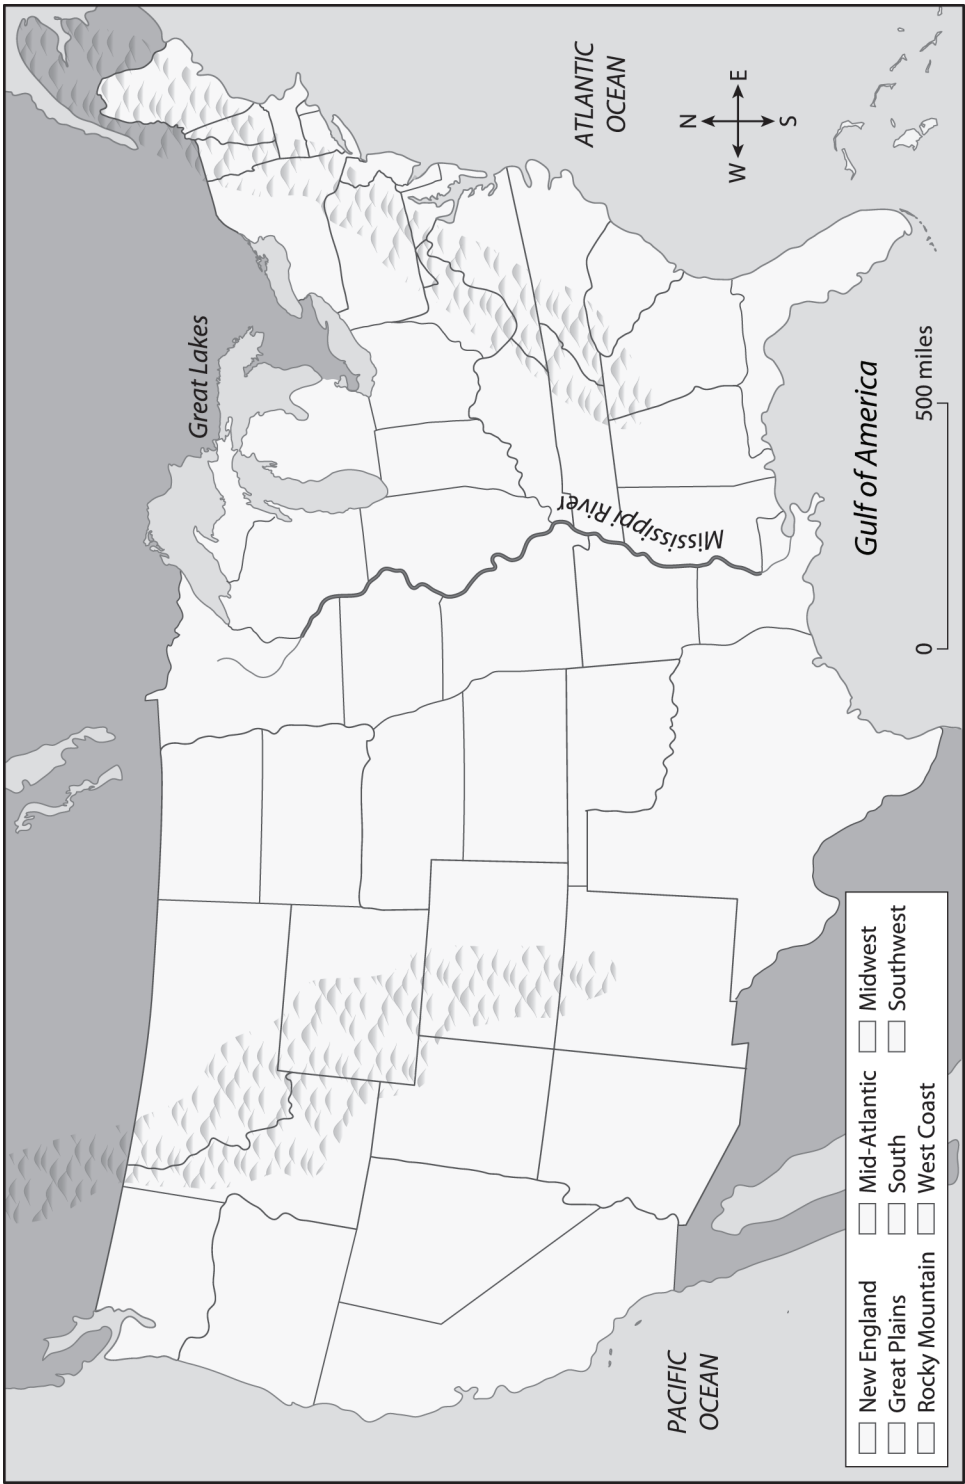 Great Lakes
ATLANTIC
OCEAN
N
W
E
S
Mississippi River
PACIFIC
OCEAN
Gulf of America
0
500 miles
New England
Mid-Atlantic
Midwest
Great Plains
South
Southwest
Rocky Mountain
West Coast